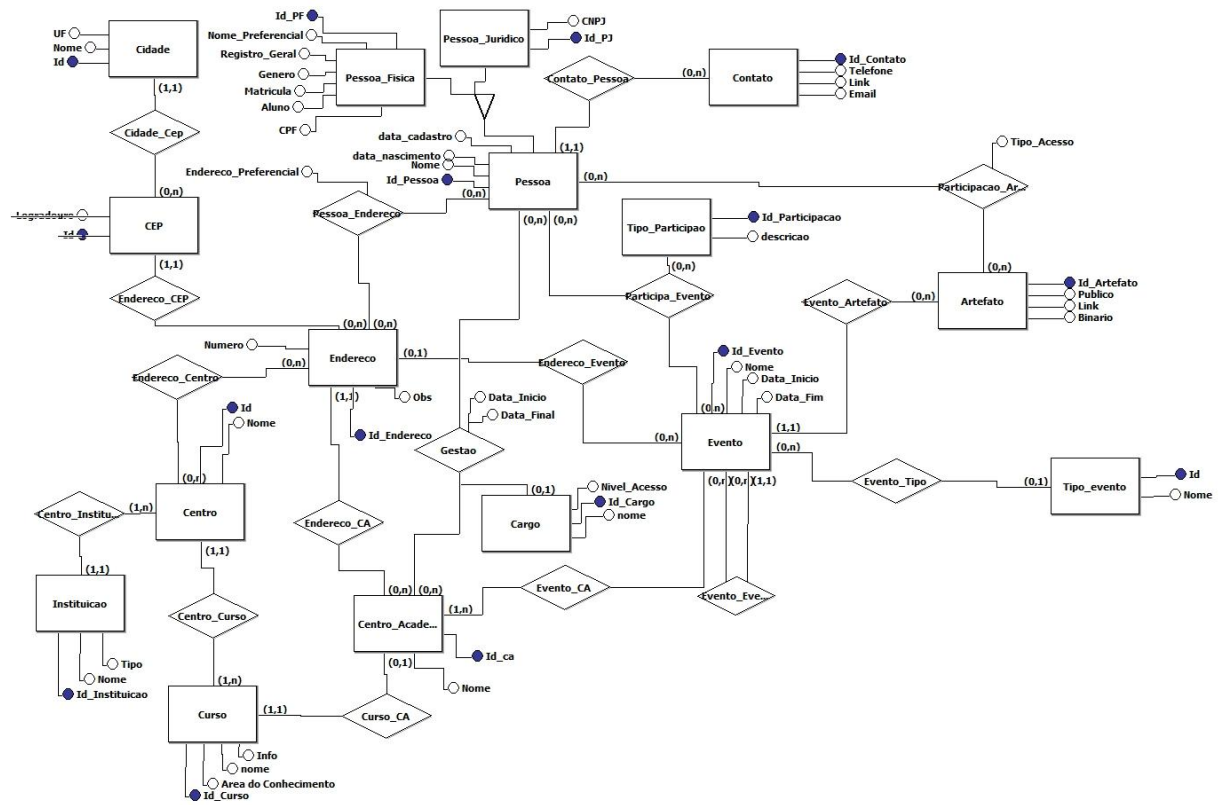 UF
Nome
Id
Cidade
(1,1)
Cidade_Cep
(0,n)
Logradouro
Id
CEP
(1,1)
Endereco_CEP
Id_PF
Nome_Preferencial
Registro_Geral
Genero
Matricula
Aluno
CPF
Pessoa_Fisica
Pessoa_Juridico
CNPJ
Id_PJ
Contato_Pessoa
(0,n)
(1,1)
Contato
Id_Contato
Telefone
Link
Email
data_cadastro
data_nascimento
Nome
Id_Pessoa
Pessoa
(0,n)
(0,n)
(0,n)
(0,n)
Endereco_Preferencial
Pessoa_Endereco
Tipo_Acesso
Participacao_Ar...
(0,n)
Tipo_Participao
Id_Participacao
descricao
(0,n)
Participa_Evento
Evento_Artefato
(0,n)
Artefato
Id_Artefato
Publico
Link
Binario
(0,n)
(0,n)
Numero
(0,n)
Endereco
(0,1)
(1,1)
Obs
Id_Endereco
Endereco_Centro
Endereco_Evento
Id_Evento
Nome
Data_Inicio
Data_Fim
(0,n)
(0,n)
Evento
(1,1)
(0,n)
(0,n)
(0,n)
(1,1)
Evento_Tipo
(0,1)
Tipo_evento
Id
Nome
Data_Inicio
Data_Final
Gestao
Nivel_Acesso
Id_Cargo
nome
(0,1)
Cargo
Id
Nome
(0,n)
(1,n)
Centro
(1,1)
Centro_Institu...
(1,1)
Instituicao
Tipo
Nome
Id_Instituicao
Endereco_CA
Evento_CA
Evento_Eve...
Centro_Curso
(0,n)
(0,n)
Centro_Acade...
(1,n)
(0,1)
Id_ca
Nome
(1,n)
Curso
(1,1)
Curso_CA
Info
nome
Area do Conhecimento
Id_Curso